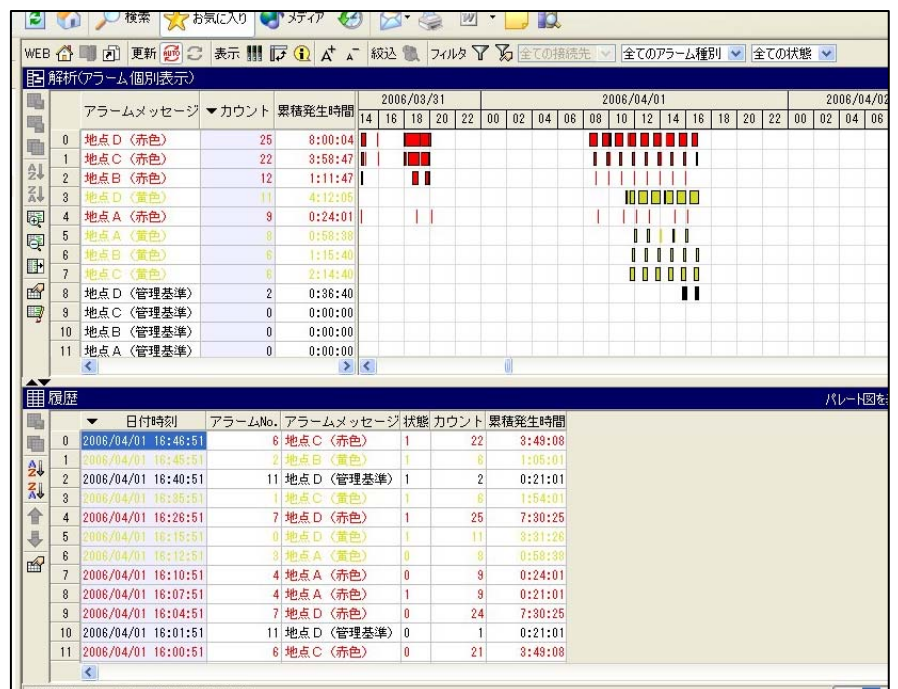 検索 お気に入り メディア
WEB 更新 表示 絞込 フィルタ 全ての接続先 全てのアラーム種別 全ての状態
解析(アラーム個別表示)
アラームメッセージ ▼カウント 累積発生時間 2006/03/31 2006/04/01 2006/04/02
14 16 18 20 22 00 02 04 06 08 10 12 14 16 18 20 22 00 02 04 06
0 地点D (赤色) 25 8:00:04
1 地点C (赤色) 22 3:58:47
2 地点B (赤色) 12 1:11:47
3 地点D (黄色) 11 4:12:05
4 地点A (赤色) 9 0:24:01
5 地点A (黄色) 8 0:58:38
6 地点B (黄色) 6 1:15:40
7 地点C (黄色) 6 2:14:40
8 地点D (管理基準) 2 0:36:40
9 地点C (管理基準) 0 0:00:00
10 地点B (管理基準) 0 0:00:00
11 地点A (管理基準) 0 0:00:00
履歴 パレート図を
▼ 日付時刻 アラームNo. アラームメッセージ 状態 カウント 累積発生時間
0 2006/04/01 16:46:51 6 地点C (赤色) 1 22 3:49:08
1 2006/04/01 16:45:51 2 地点B (黄色) 1 6 1:05:01
2 2006/04/01 16:40:51 11 地点D (管理基準) 1 2 0:21:01
3 2006/04/01 16:35:51 1 地点C (黄色) 1 6 1:54:01
4 2006/04/01 16:26:51 7 地点D (赤色) 1 25 7:30:25
5 2006/04/01 16:15:51 0 地点D (黄色) 1 11 3:31:26
6 2006/04/01 16:12:51 3 地点A (黄色) 0 8 0:58:38
7 2006/04/01 16:10:51 4 地点A (赤色) 0 9 0:24:01
8 2006/04/01 16:07:51 4 地点A (赤色) 1 9 0:21:01
9 2006/04/01 16:04:51 7 地点D (赤色) 0 24 7:30:25
10 2006/04/01 16:01:51 11 地点D (管理基準) 0 1 0:21:01
11 2006/04/01 16:00:51 6 地点C (赤色) 0 21 3:49:08